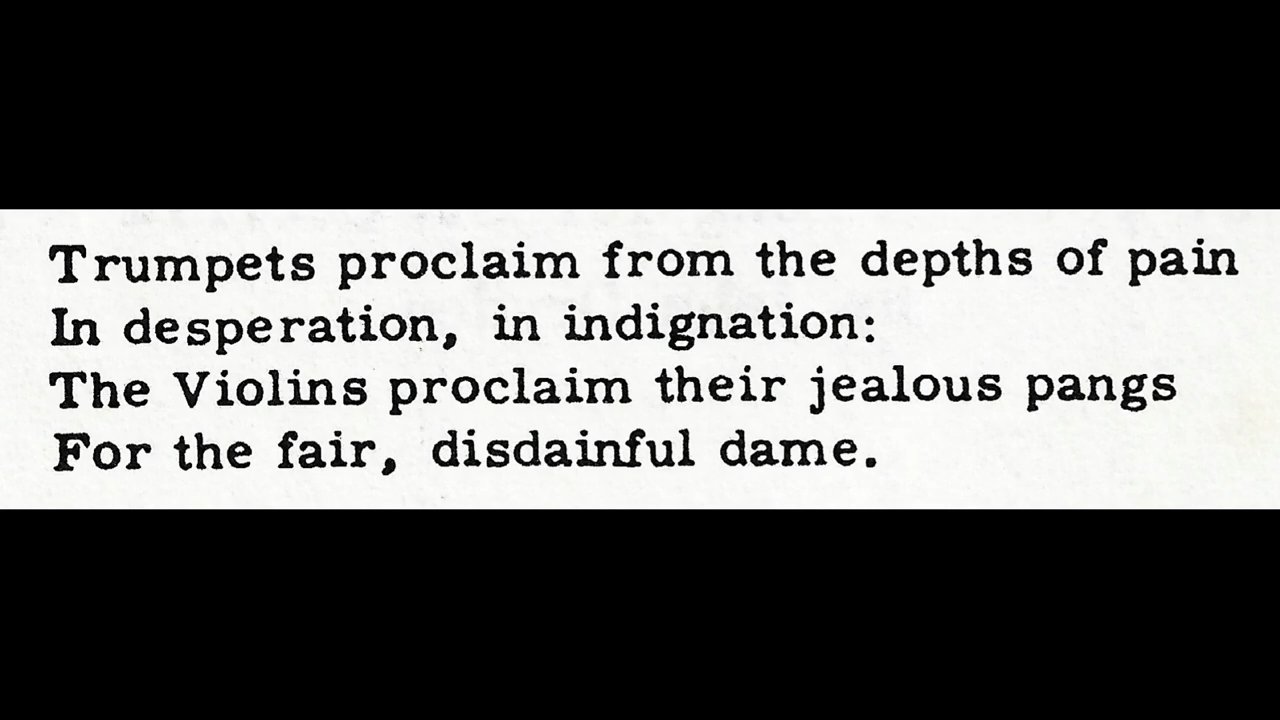 Trumpets proclaim from the depths of pain
In desperation, in indignation:
The Violins proclaim their jealous pangs
For the fair, disdainful dame.